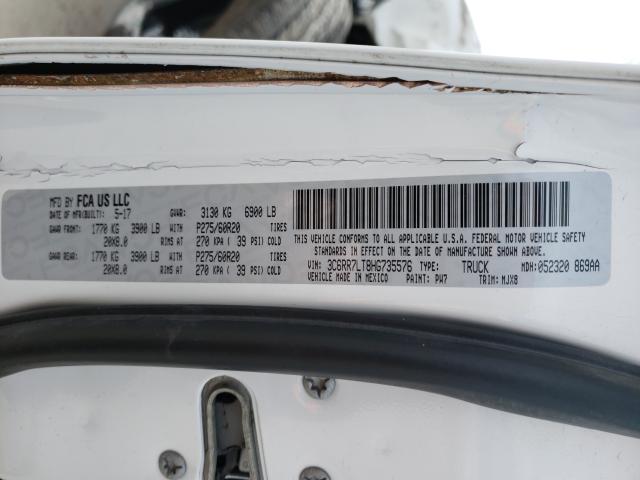 MFD BY FCA US LLC
DATE OF MFR(BUILT): 5-17 GVWR: 3130 KG 6900 LB
GAWR FRONT: 1770 KG 3900 LB WITH P275/60R20 TIRES
20X8.0 RIMS AT 270 KPA ( 39 PSI) COLD
GAWR REAR: 1770 KG 3900 LB WITH P275/60R20 TIRES
20X8.0 RIMS AT 270 KPA ( 39 PSI) COLD
THIS VEHICLE CONFORMS TO ALL APPLICABLE U.S.A. FEDERAL MOTOR VEHICLE SAFETY
STANDARDS IN EFFECT ON THE DATE OF MANUFACTURE SHOWN ABOVE.
VIN: 3C6RR7LT8HG735576 TYPE: TRUCK MDH: 052320 869AA
VEHICLE MADE IN MEXICO PAINT: PW7 TRIM: MJX8